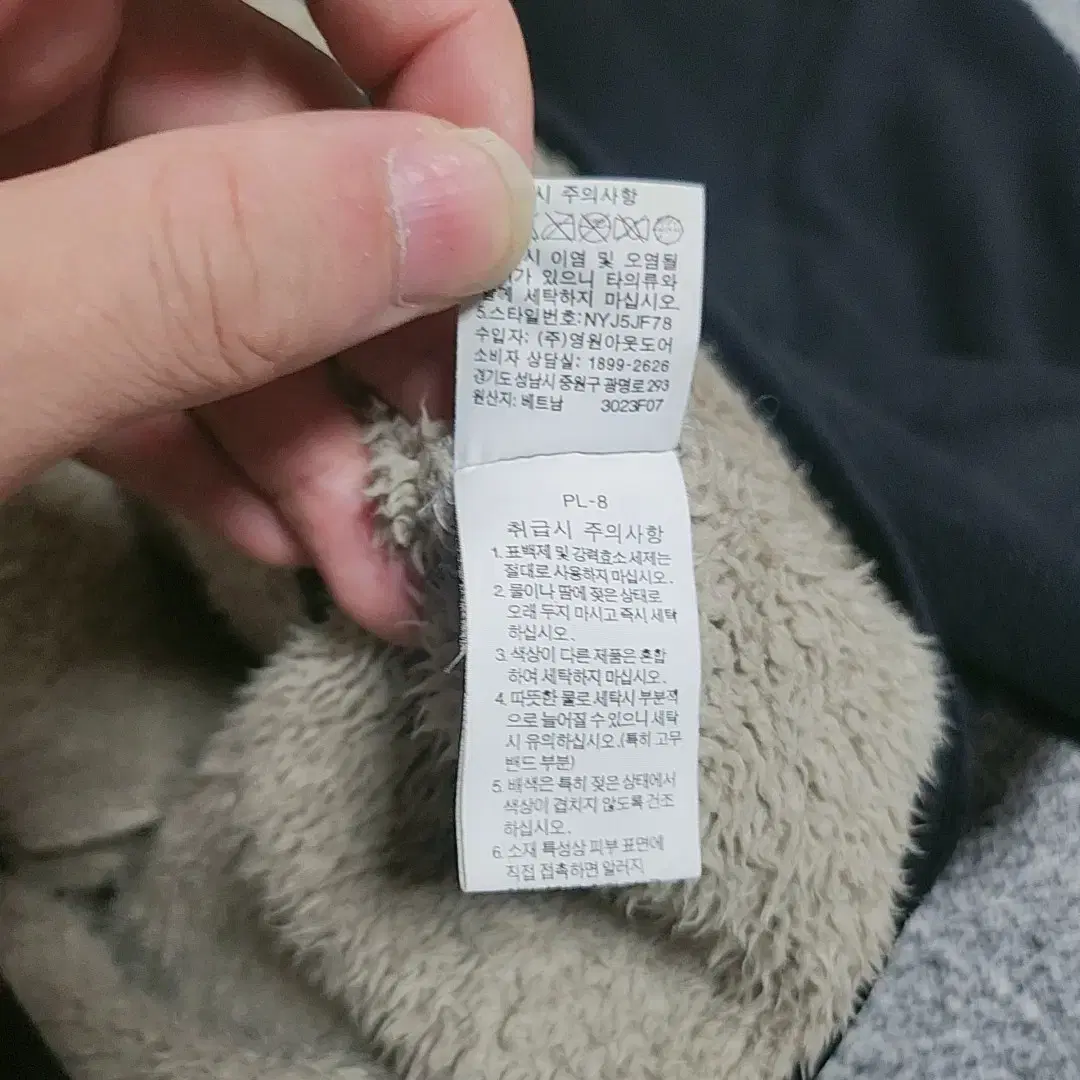 시 주의사항
시 이염 및 오염될
가 있으니 타의류와
세탁하지 마십시오.
5.스타일번호:NYJ5JF78
수입자: (주)영원아웃도어
소비자 상담실: 1899-2626
경기도 성남시 중원구 광명로 293
원산지: 베트남 3023F07
PL-8
취급시 주의사항
1. 표백제 및 강력효소 세제는
절대로 사용하지 마십시오.
2. 물이나 땀에 젖은 상태로
오래 두지 마시고 즉시 세탁
하십시오.
3. 색상이 다른 제품은 혼합
하여 세탁하지 마십시오.
4. 따뜻한 물로 세탁시 부분적
으로 늘어질 수 있으니 세탁
시 유의하십시오.(특히 고무
밴드 부분)
5. 배색은 특히 젖은 상태에서
색상이 겹치지 않도록 건조
하십시오.
6. 소재 특성상 피부 표면에
직접 접촉하면 알러지